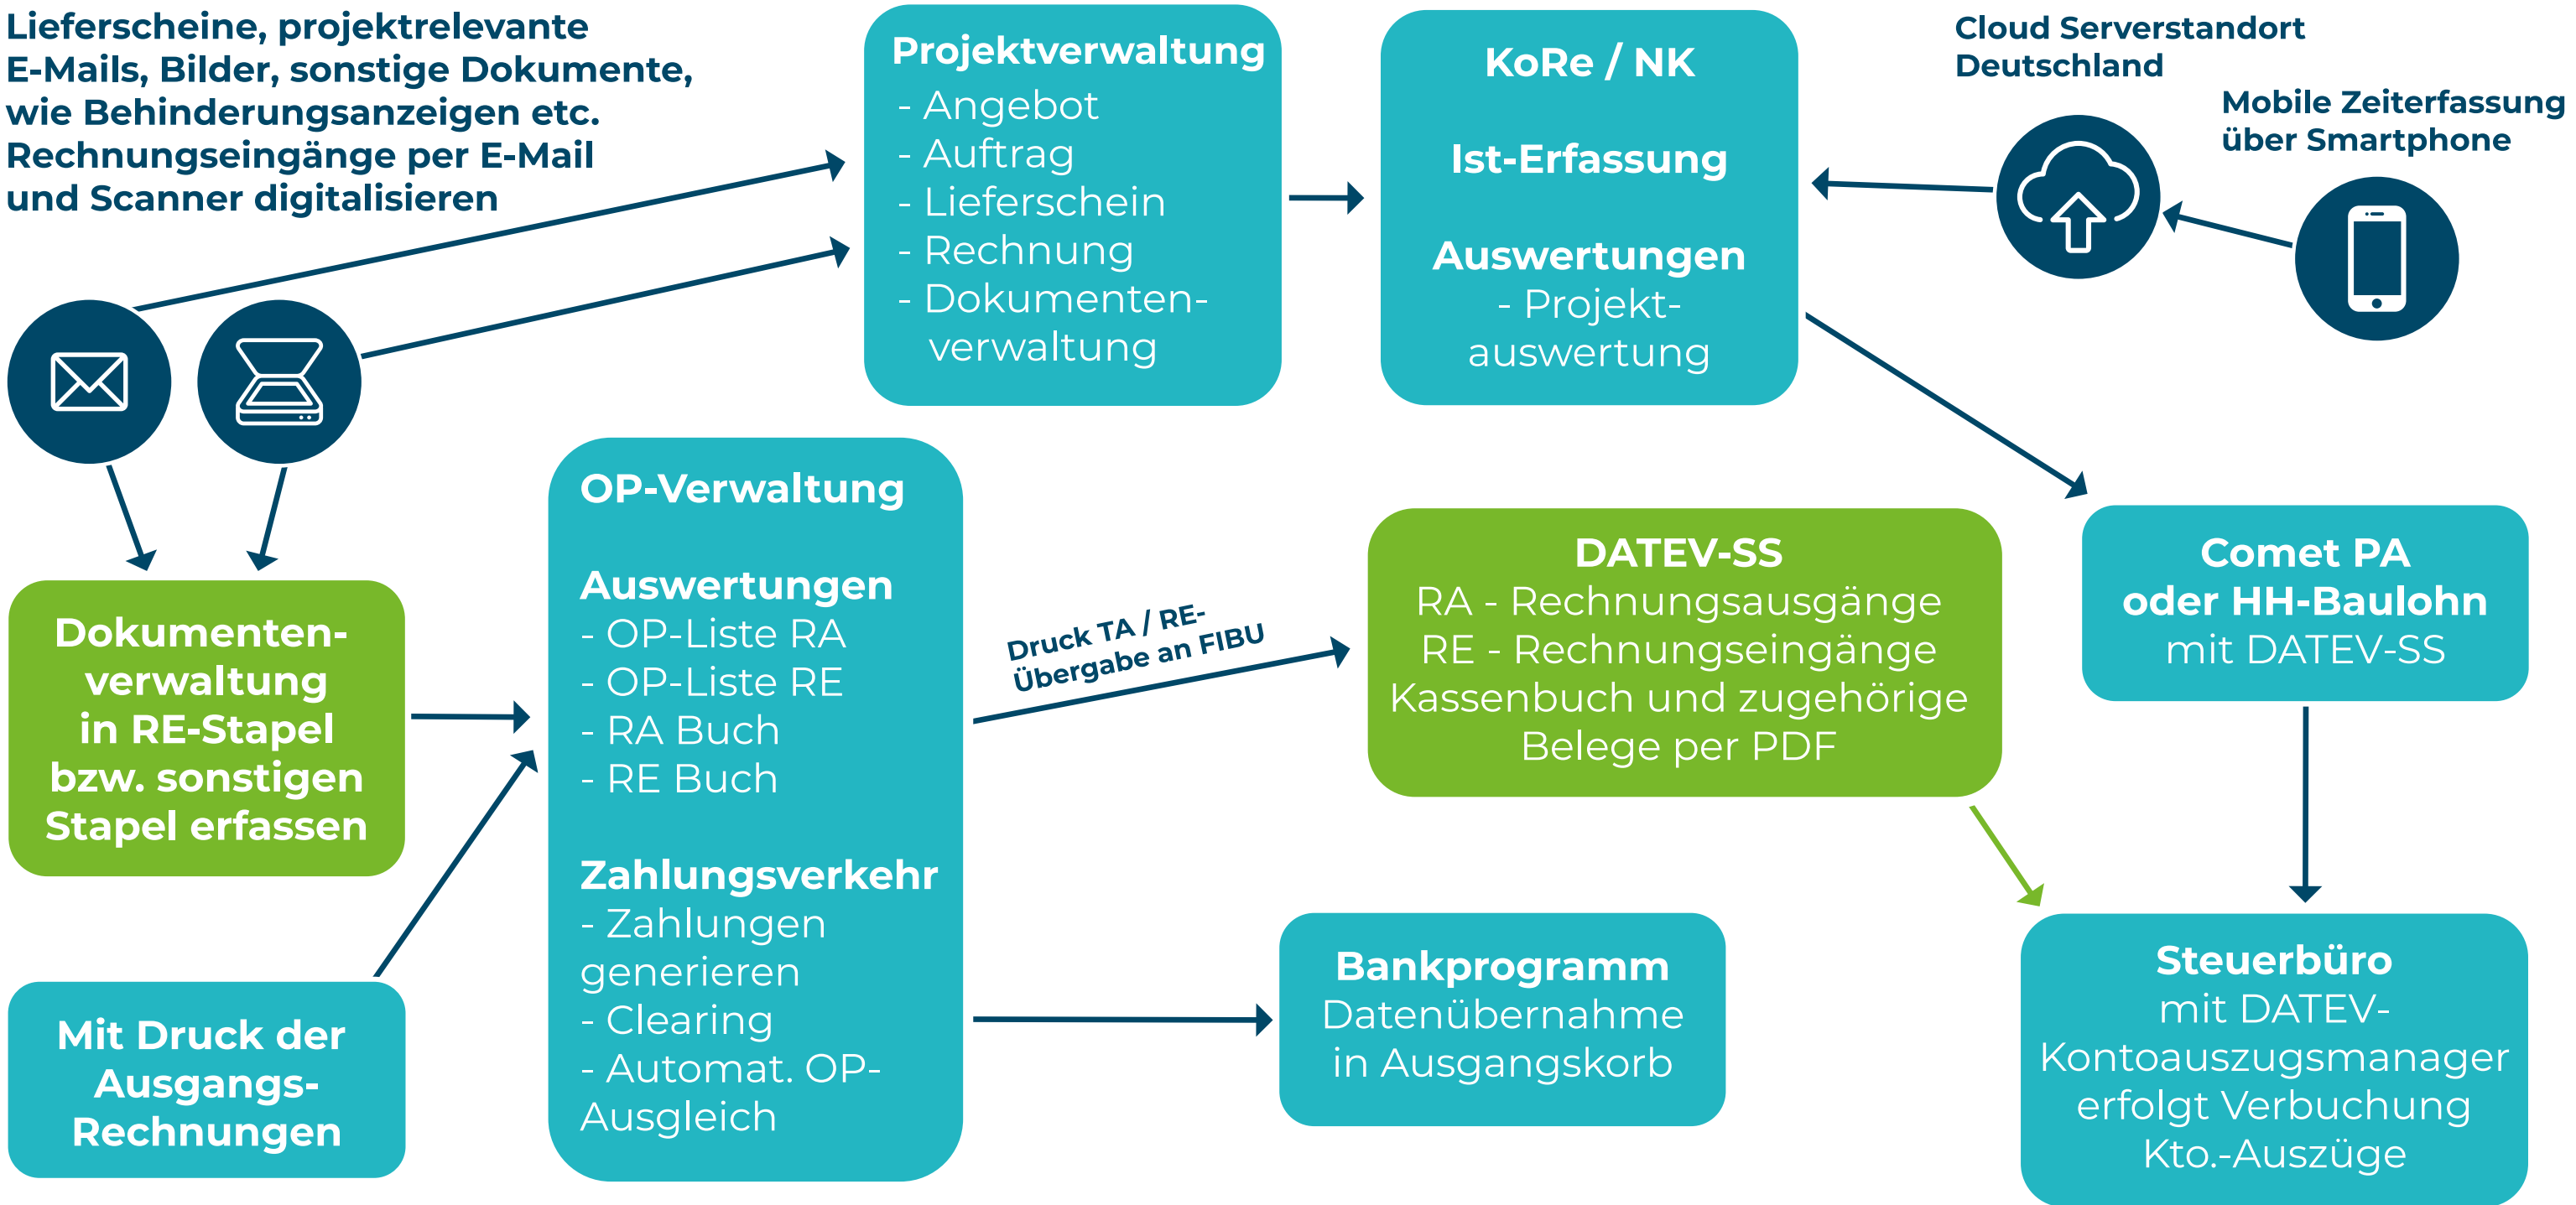 Lieferscheine, projektrelevante
E-Mails, Bilder, sonstige Dokumente,
wie Behinderungsanzeigen etc.
Rechnungseingänge per E-Mail
und Scanner digitalisieren
Projektverwaltung
- Angebot
- Auftrag
- Lieferschein
- Rechnung
- Dokumenten-
verwaltung
KoRe / NK
Ist-Erfassung
Auswertungen
- Projekt-
auswertung
Cloud Serverstandort
Deutschland
Mobile Zeiterfassung
über Smartphone
Dokumenten-
verwaltung
in RE-Stapel
bzw. sonstigen
Stapel erfassen
Mit Druck der
Ausgangs-
Rechnungen
OP-Verwaltung
Auswertungen
- OP-Liste RA
- OP-Liste RE
- RA Buch
- RE Buch
Zahlungsverkehr
- Zahlungen
generieren
- Clearing
- Automat. OP-
Ausgleich
Druck TA / RE-
Übergabe an FIBU
DATEV-SS
RA - Rechnungsausgänge
RE - Rechnungseingänge
Kassenbuch und zugehörige
Belege per PDF
Bankprogramm
Datenübernahme
in Ausgangskorb
Comet PA
oder HH-Baulohn
mit DATEV-SS
Steuerbüro
mit DATEV-
Kontoauszugsmanager
erfolgt Verbuchung
Kto.-Auszüge